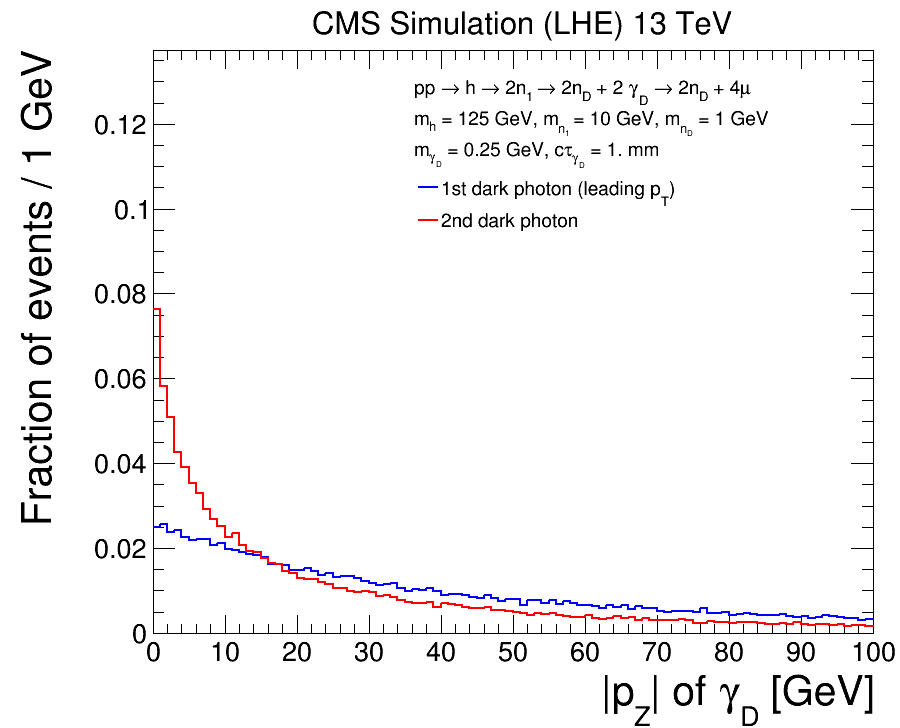 CMS Simulation (LHE) 13 TeV
Fraction of events / 1 GeV
pp → h → 2n₁ → 2n_D + 2 γ_D → 2n_D + 4μ
m_h = 125 GeV, m_n₁ = 10 GeV, m_n_D = 1 GeV
m_γ_D = 0.25 GeV, cτ_γ_D = 1. mm
1st dark photon (leading p_T)
2nd dark photon
0.12
0.1
0.08
0.06
0.04
0.02
0
0 10 20 30 40 50 60 70 80 90 100
|p_Z| of γ_D [GeV]